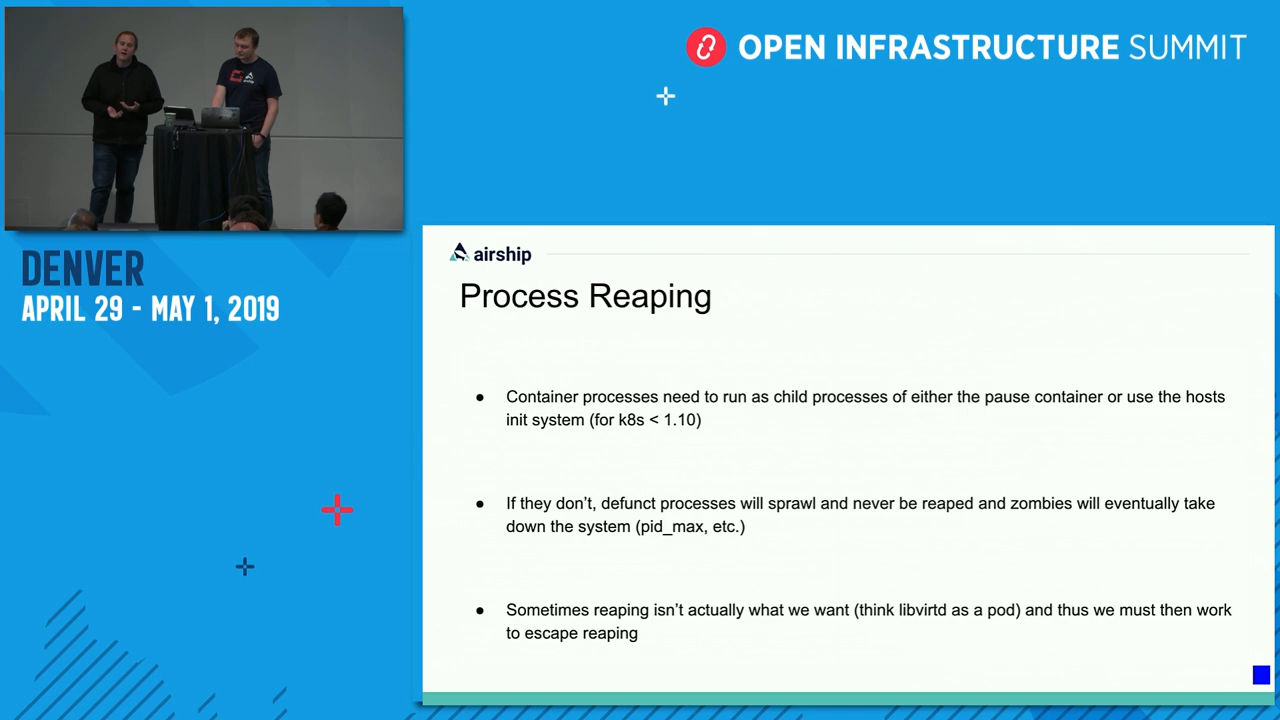 OPEN INFRASTRUCTURE SUMMIT
airship
DENVER
APRIL 29 - MAY 1, 2019
airship
Process Reaping
● Container processes need to run as child processes of either the pause container or use the hosts
init system (for k8s < 1.10)
● If they don’t, defunct processes will sprawl and never be reaped and zombies will eventually take
down the system (pid_max, etc.)
● Sometimes reaping isn’t actually what we want (think libvirtd as a pod) and thus we must then work
to escape reaping